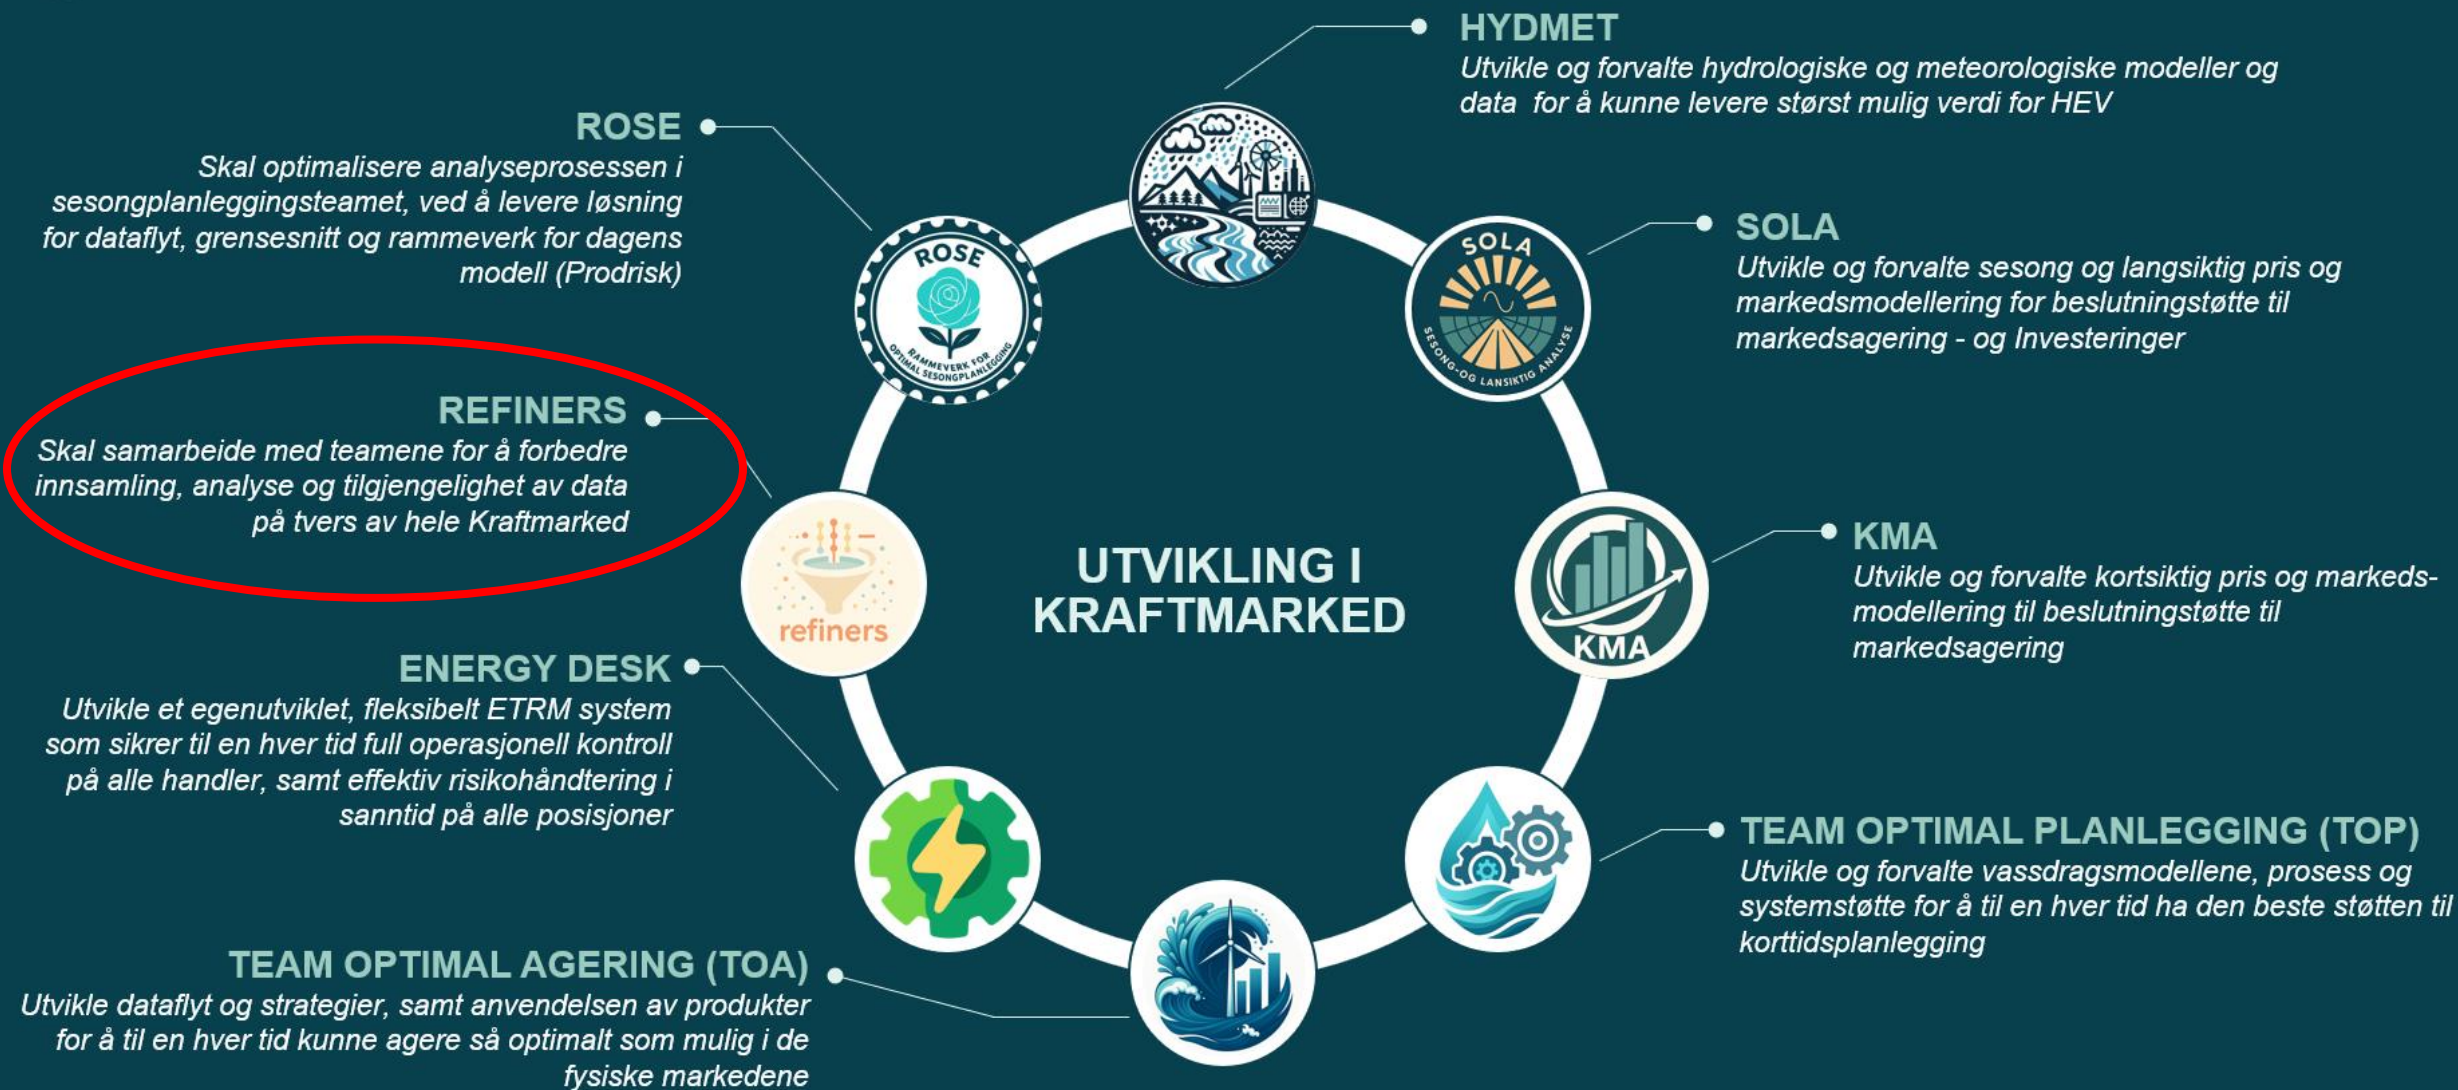 HYDMET
Utvikle og forvalte hydrologiske og meteorologiske modeller og
data  for å kunne levere størst mulig verdi for HEV
ROSE
Skal optimalisere analyseprosessen i
sesongplanleggingsteamet, ved å levere løsning
for dataflyt, grensesnitt og rammeverk for dagens
modell (Prodrisk)
ROSE
RAMMEVERK FOR
OPTIMAL SESONGPLANLEGGING
SOLA
SESONG-OG LANSIKTIG ANALYSE
SOLA
Utvikle og forvalte sesong og langsiktig pris og
markedsmodellering for beslutningstøtte til
markedsagering - og Investeringer
REFINERS
Skal samarbeide med teamene for å forbedre
innsamling, analyse og tilgjengelighet av data
på tvers av hele Kraftmarked
refiners
UTVIKLING I
KRAFTMARKED
KMA
KMA
Utvikle og forvalte kortsiktig pris og markeds-
modellering til beslutningstøtte til
markedsagering
ENERGY DESK
Utvikle et egenutviklet, fleksibelt ETRM system
som sikrer til en hver tid full operasjonell kontroll
på alle handler, samt effektiv risikohåndtering i
sanntid på alle posisjoner
TEAM OPTIMAL PLANLEGGING (TOP)
Utvikle og forvalte vassdragsmodellene, prosess og
systemstøtte for å til en hver tid ha den beste støtten til
korttidsplanlegging
TEAM OPTIMAL AGERING (TOA)
Utvikle dataflyt og strategier, samt anvendelsen av produkter
for å til en hver tid kunne agere så optimalt som mulig i de
fysiske markedene